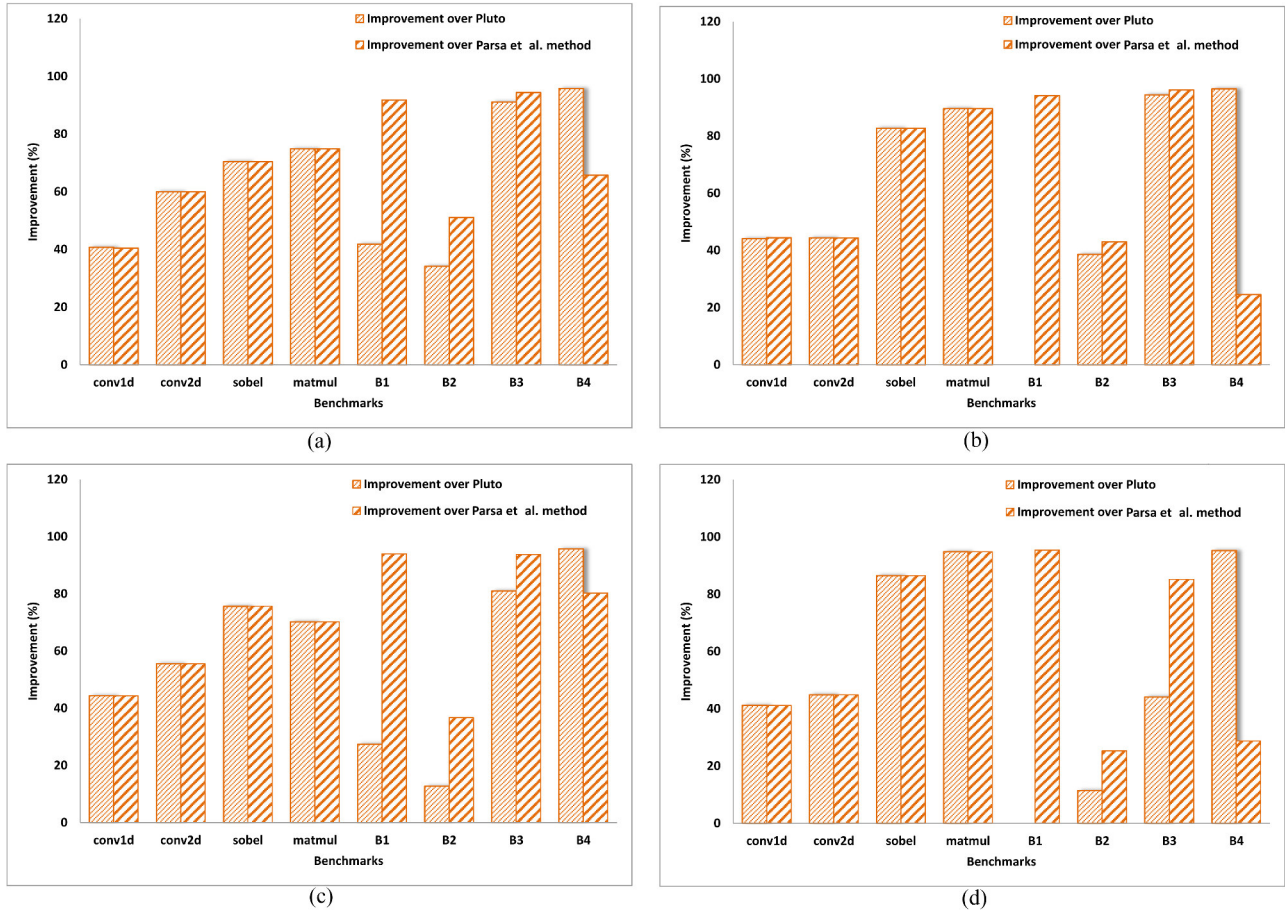 120
100
80
60
40
20
0
Improvement (%)
Improvement over Pluto
Improvement over Parsa et al. method
conv1d conv2d sobel matmul B1 B2 B3 B4
Benchmarks
(a)
120
100
80
60
40
20
0
Improvement (%)
Improvement over Pluto
Improvement over Parsa et al. method
conv1d conv2d sobel matmul B1 B2 B3 B4
Benchmarks
(b)
120
100
80
60
40
20
0
Improvement (%)
Improvement over Pluto
Improvement over Parsa et al. method
conv1d conv2d sobel matmul B1 B2 B3 B4
Benchmarks
(c)
120
100
80
60
40
20
0
Improvement (%)
Improvement over Pluto
Improvement over Parsa et al. method
conv1d conv2d sobel matmul B1 B2 B3 B4
Benchmarks
(d)